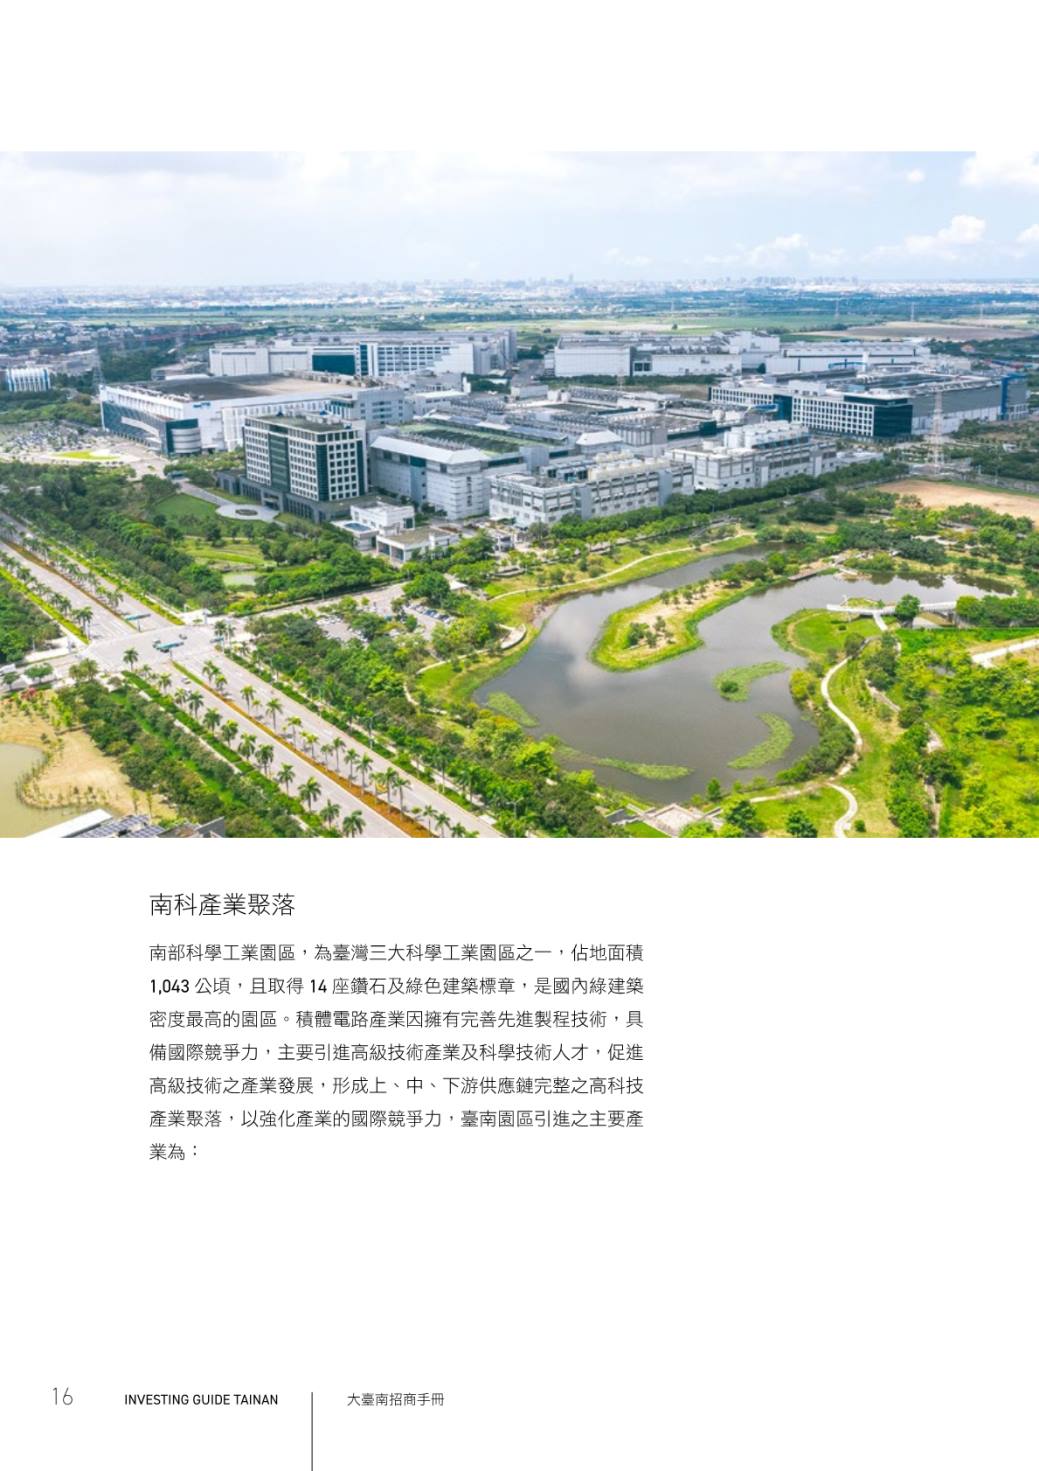 南科產業聚落
南部科學工業園區，為臺灣三大科學工業園區之一，佔地面積
1,043 公頃，且取得 14 座鑽石及綠色建築標章，是國內綠建築
密度最高的園區。積體電路產業因擁有完善先進製程技術，具
備國際競爭力，主要引進高級技術產業及科學技術人才，促進
高級技術之產業發展，形成上、中、下游供應鏈完整之高科技
產業聚落，以強化產業的國際競爭力，臺南園區引進之主要產
業為：
16 INVESTING GUIDE TAINAN 大臺南招商手冊